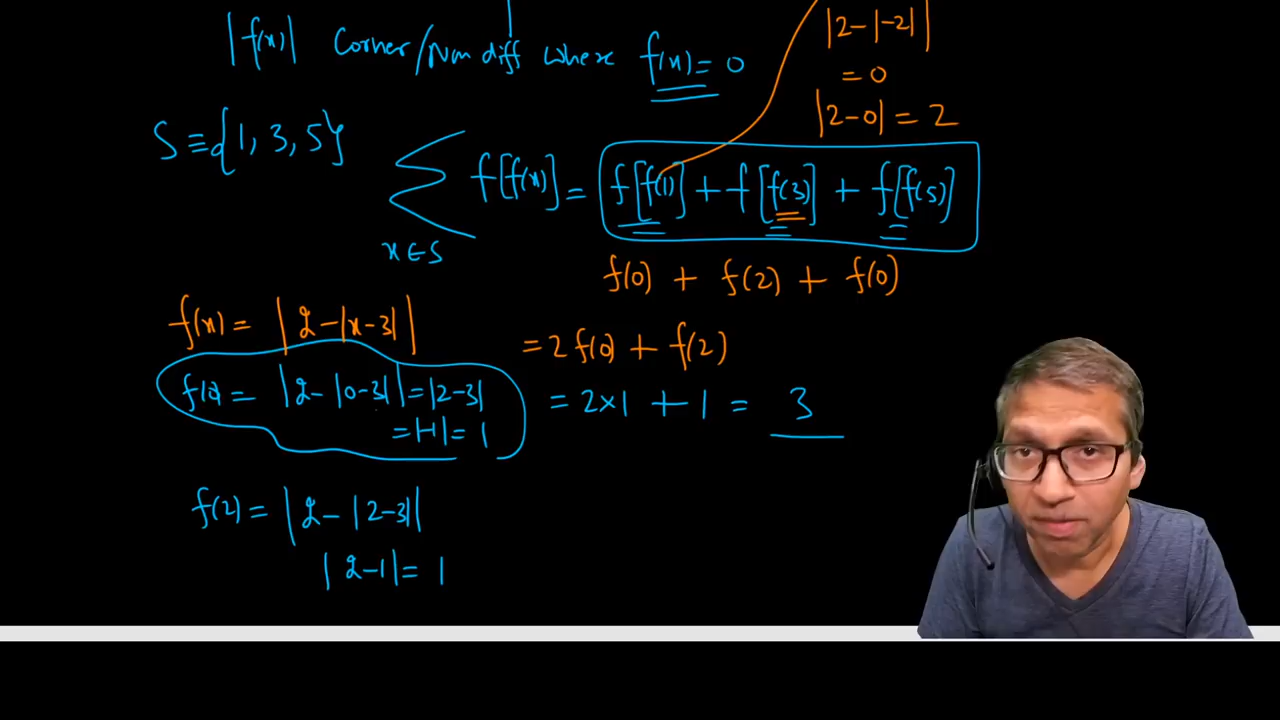 |f(x)| Corner/Non diff where f(x) = 0
|2-|-2||
= 0
|2-0| = 2
S ≡ {1, 3, 5}
∑ f[f(x)] = f[f(1)] + f[f(3)] + f[f(5)]
x ∈ S
f(0) + f(2) + f(0)
f(x) = |2-|x-3||
= 2f(0) + f(2)
f(0) = |2-|0-3|| = |2-3|
= |-1| = 1
= 2×1 + 1 = 3
f(2) = |2-|2-3||
|2-1| = 1